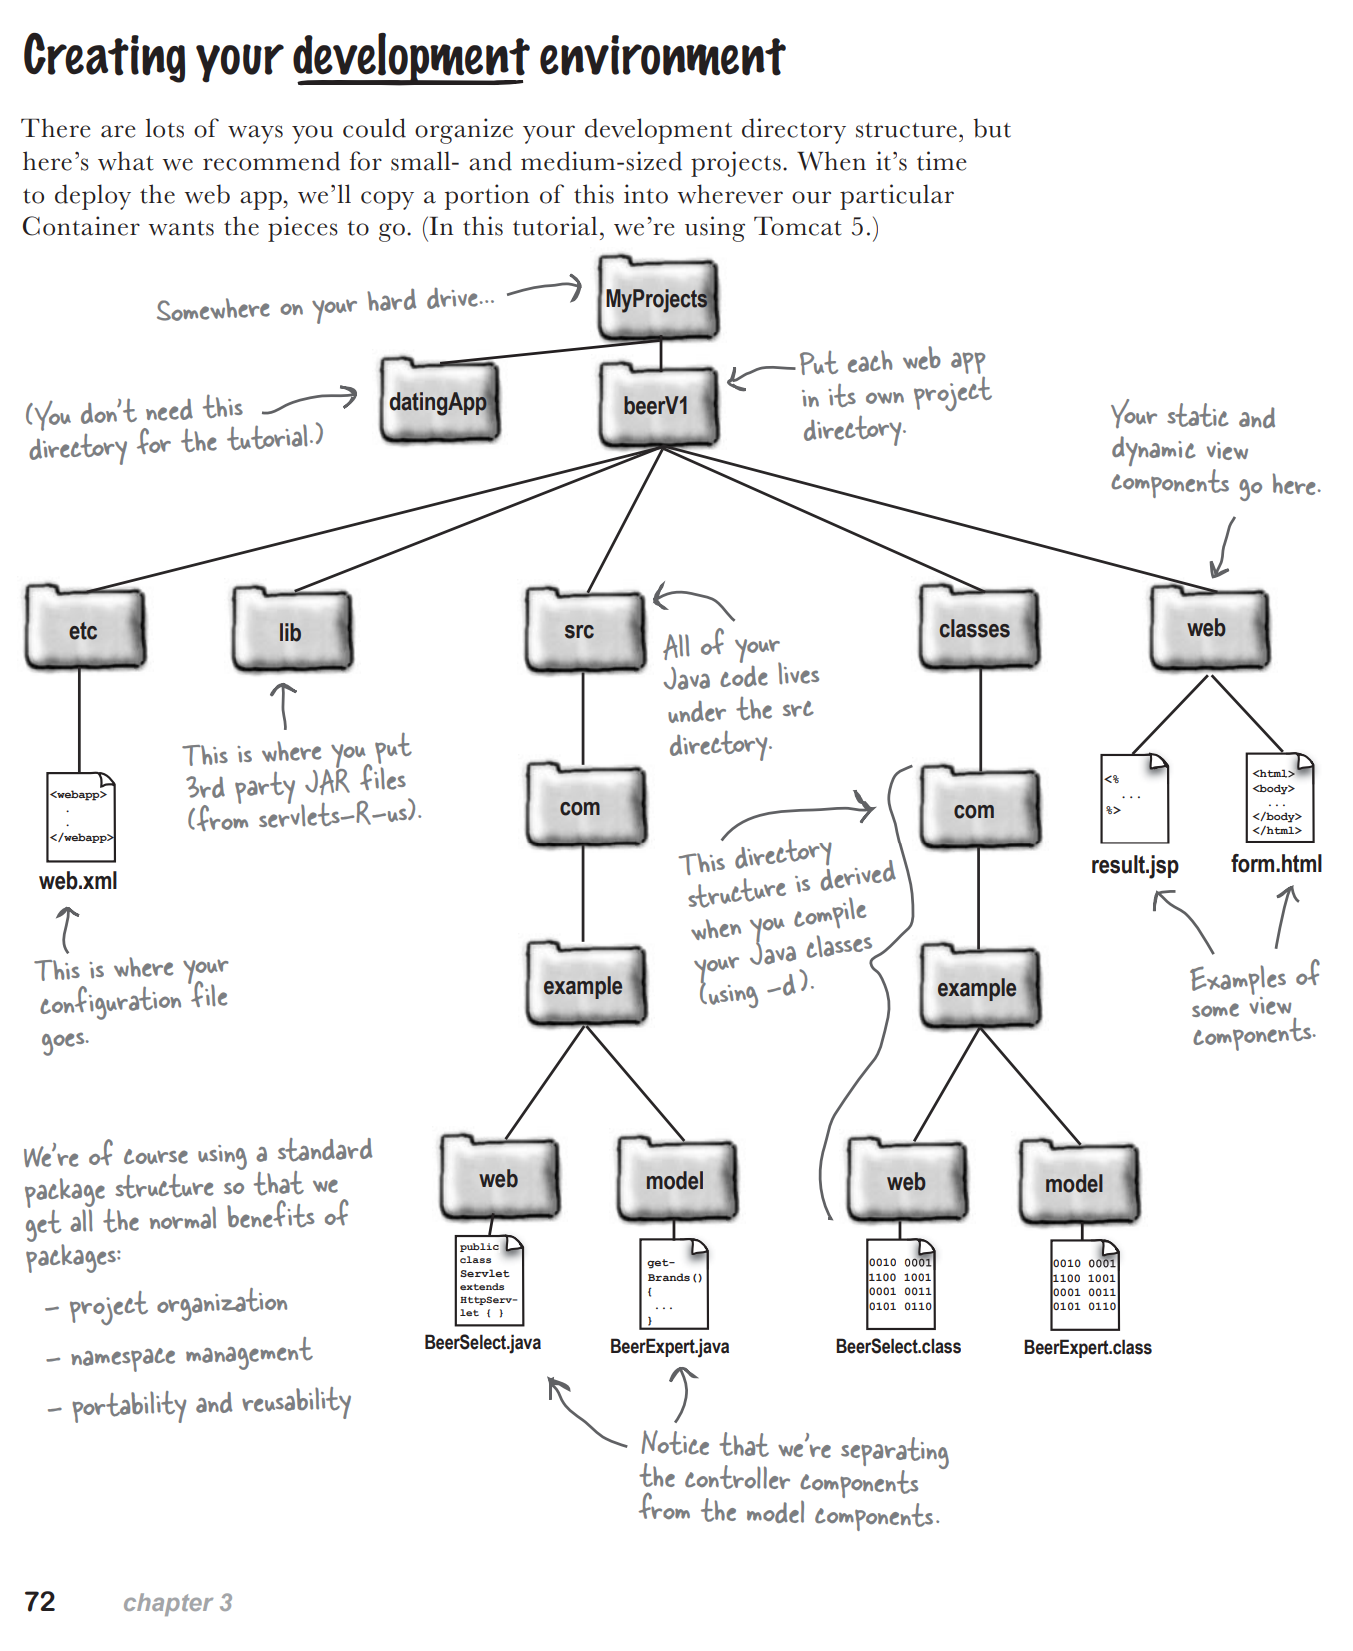 Creating your development environment
There are lots of ways you could organize your development directory structure, but
here's what we recommend for small- and medium-sized projects. When it's time
to deploy the web app, we'll copy a portion of this into wherever our particular
Container wants the pieces to go. (In this tutorial, we're using Tomcat 5.)
Somewhere on your hard drive...
MyProjects
(You don't need this
directory for the tutorial.)
datingApp
beerV1
Put each web app
in its own project
directory.
Your static and
dynamic view
components go here.
etc
lib
src
classes
web
All of your
Java code lives
under the src
directory.
This is where you put
3rd party JAR files
(from servlets-R-us).
<webapp>
.
.
</webapp>
web.xml
This is where your
configuration file
goes.
com
com
This directory
structure is derived
when you compile
your Java classes
(using -d).
<%
...
%>
result.jsp
<html>
<body>
...
</body>
</html>
form.html
Examples of
some view
components.
example
example
We're of course using a standard
package structure so that we
get all the normal benefits of
packages:
- project organization
- namespace management
- portability and reusability
web
model
web
model
public
class
Servlet
extends
HttpServ-
let { }
BeerSelect.java
get-
Brands()
{
...
}
BeerExpert.java
0010 0001
1100 1001
0001 0011
0101 0110
BeerSelect.class
0010 0001
1100 1001
0001 0011
0101 0110
BeerExpert.class
Notice that we're separating
the controller components
from the model components.
72 chapter 3